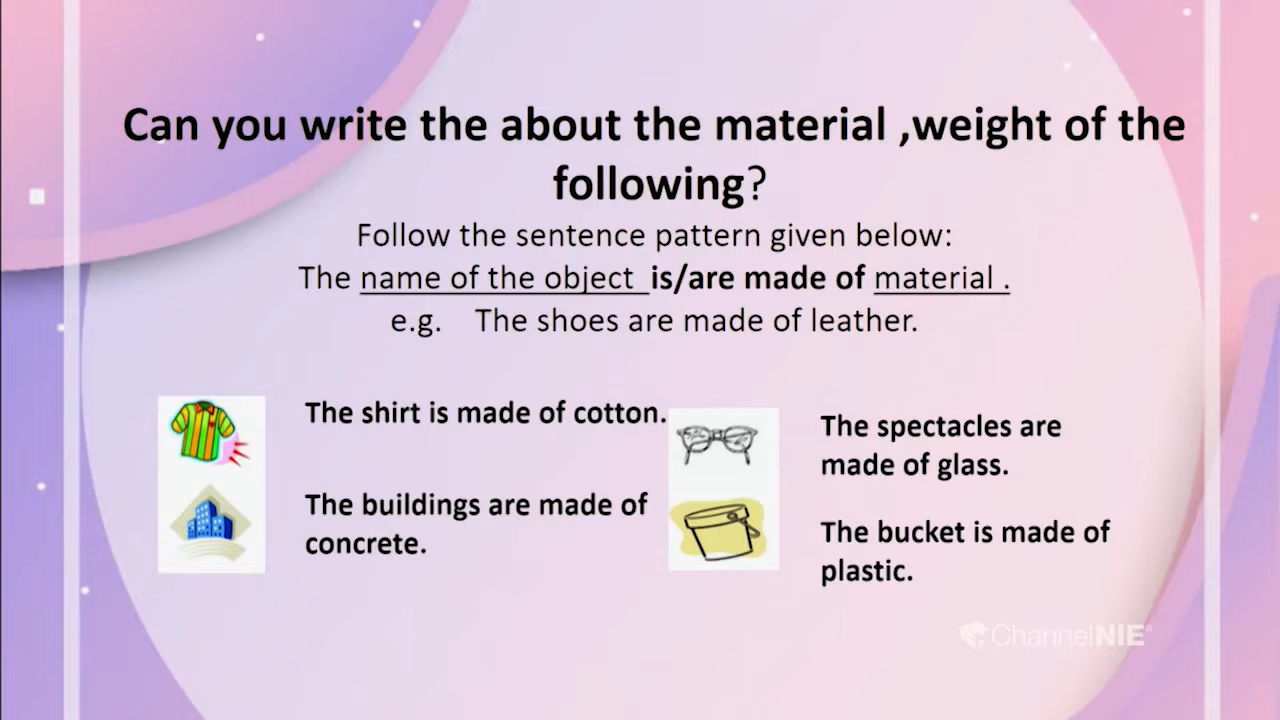 Can you write the about the material ,weight of the
following?
Follow the sentence pattern given below:
The name of the object is/are made of material .
e.g. The shoes are made of leather.
The shirt is made of cotton.
The buildings are made of
concrete.
The spectacles are
made of glass.
The bucket is made of
plastic.
ChannelNIE